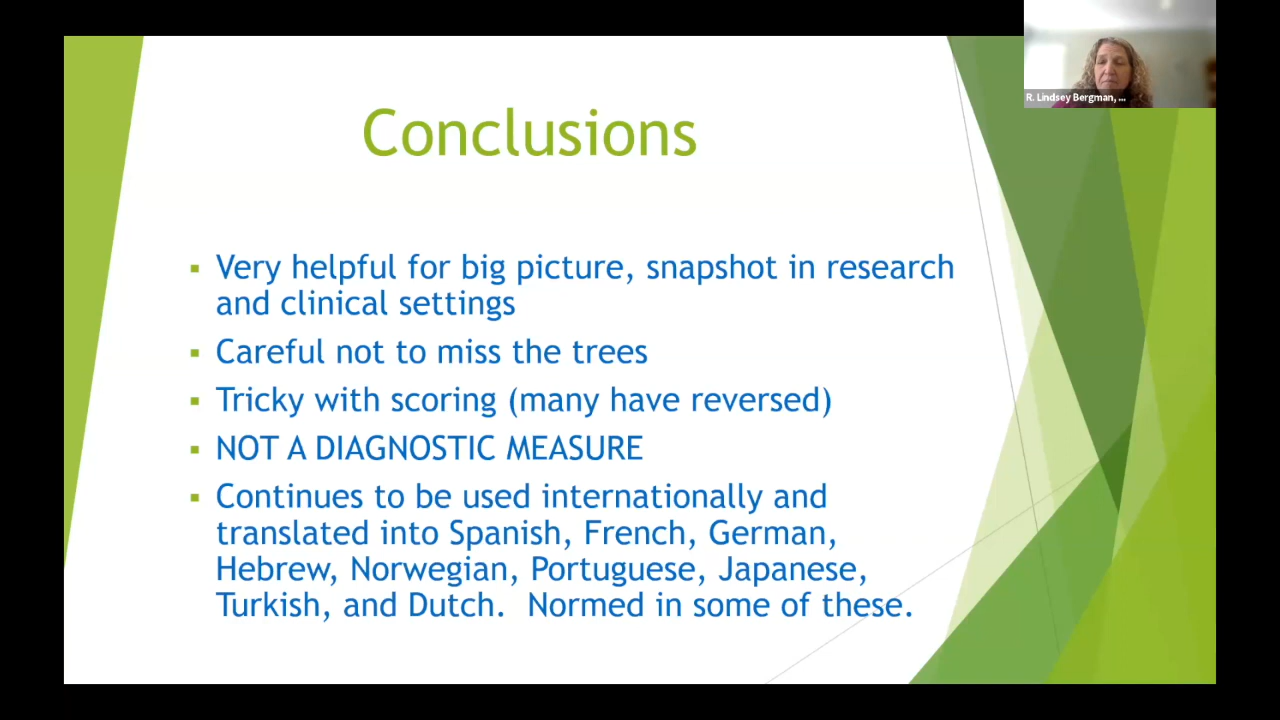 R. Lindsey Bergman, ...
Conclusions
▪ Very helpful for big picture, snapshot in research
and clinical settings
▪ Careful not to miss the trees
▪ Tricky with scoring (many have reversed)
▪ NOT A DIAGNOSTIC MEASURE
▪ Continues to be used internationally and
translated into Spanish, French, German,
Hebrew, Norwegian, Portuguese, Japanese,
Turkish, and Dutch.  Normed in some of these.